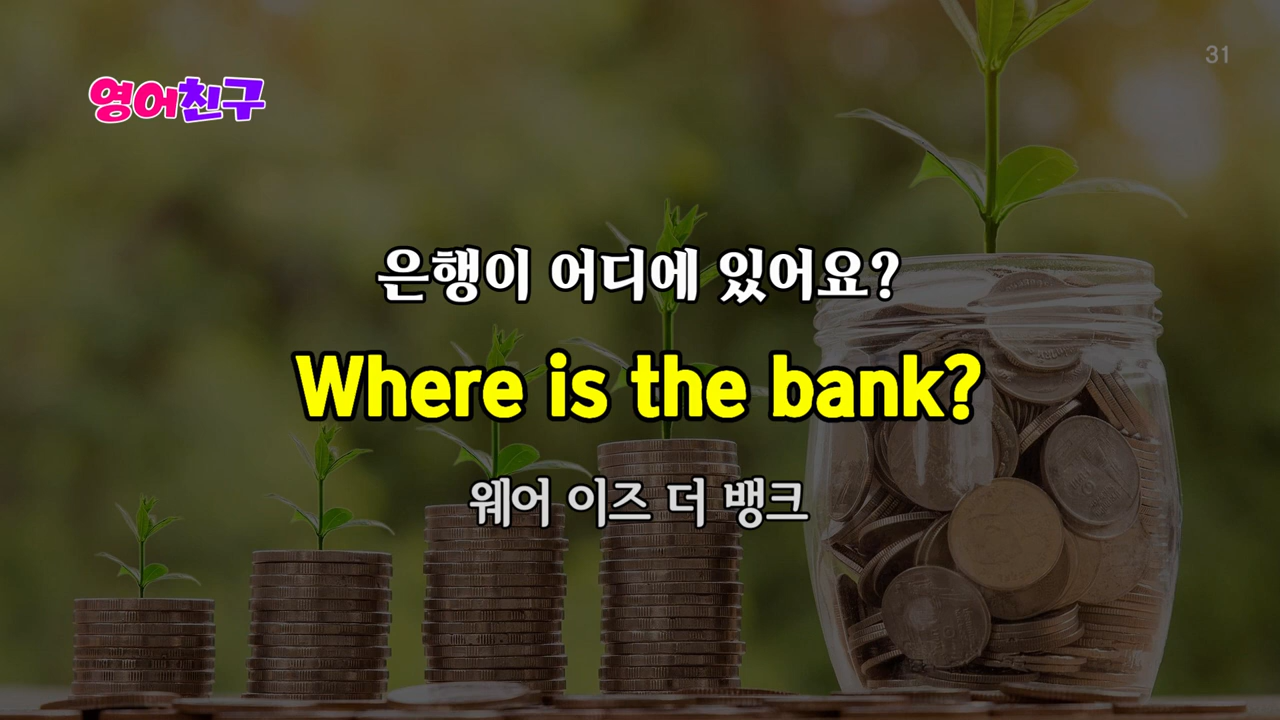 영어친구
31
은행이 어디에 있어요?
Where is the bank?
웨어 이즈 더 뱅크